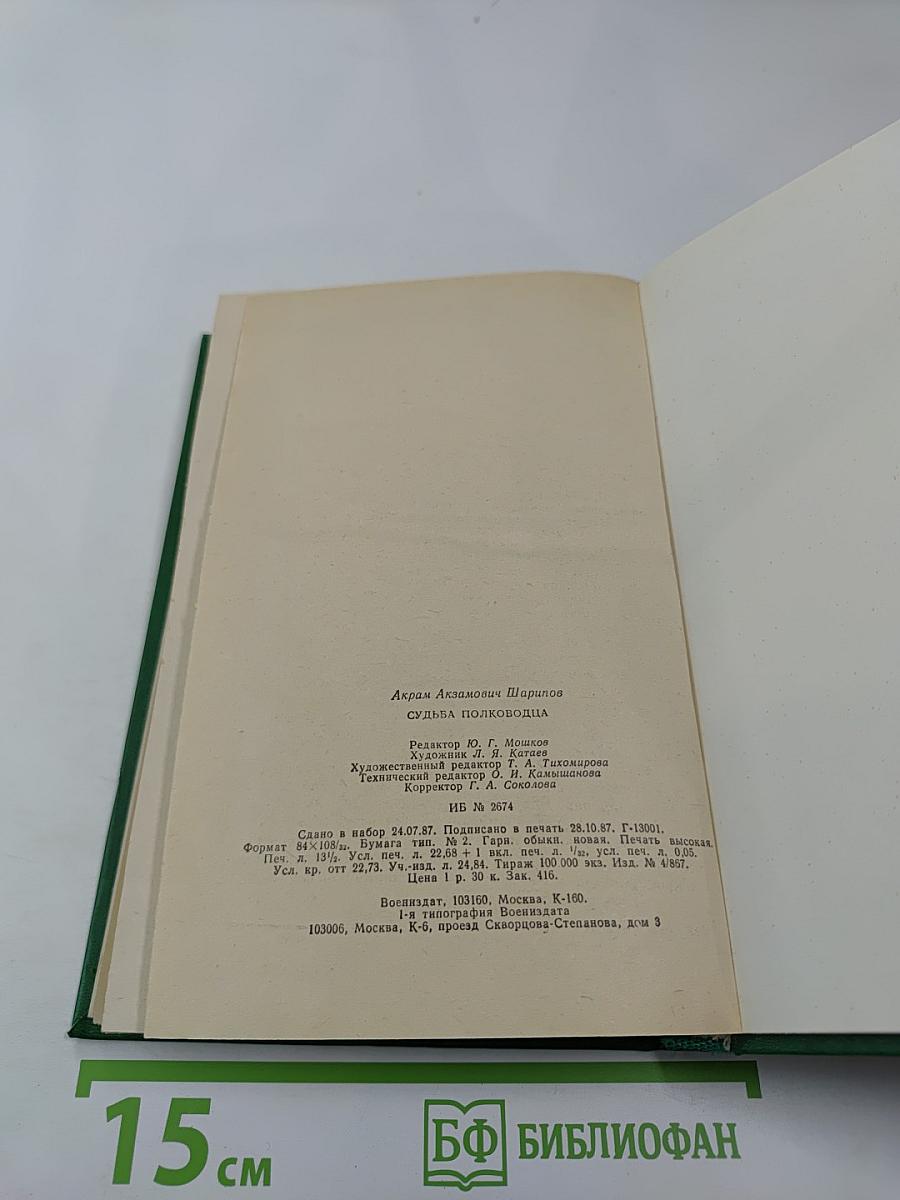 Акрам Акзамович Шарипов
СУДЬБА ПОЛКОВОДЦА
Редактор Ю. Г. Мошков
Художник Л. Я. Катаев
Художественный редактор Т. А. Тихомирова
Технический редактор О. И. Камышанова
Корректор Г. А. Соколова
ИБ № 2674
Сдано в набор 24.07.87. Подписано в печать 28.10.87. Г-13001.
Формат 84×108/32. Бумага тип. № 2. Гарн. обыкн. новая. Печать высокая.
Печ. л. 13½. Усл. печ. л. 22,68 + 1 вкл. печ. л. 1/32, усл. печ. л. 0,05.
Усл. кр. отт 22,73. Уч.-изд. л. 24,84. Тираж 100 000 экз. Изд. № 4/867.
Цена 1 р. 30 к. Зак. 416.
Воениздат, 103160, Москва, К-160.
1-я типография Воениздата
103006, Москва, К-6, проезд Скворцова-Степанова, дом 3
15 см
БФ БИБЛИОФАН